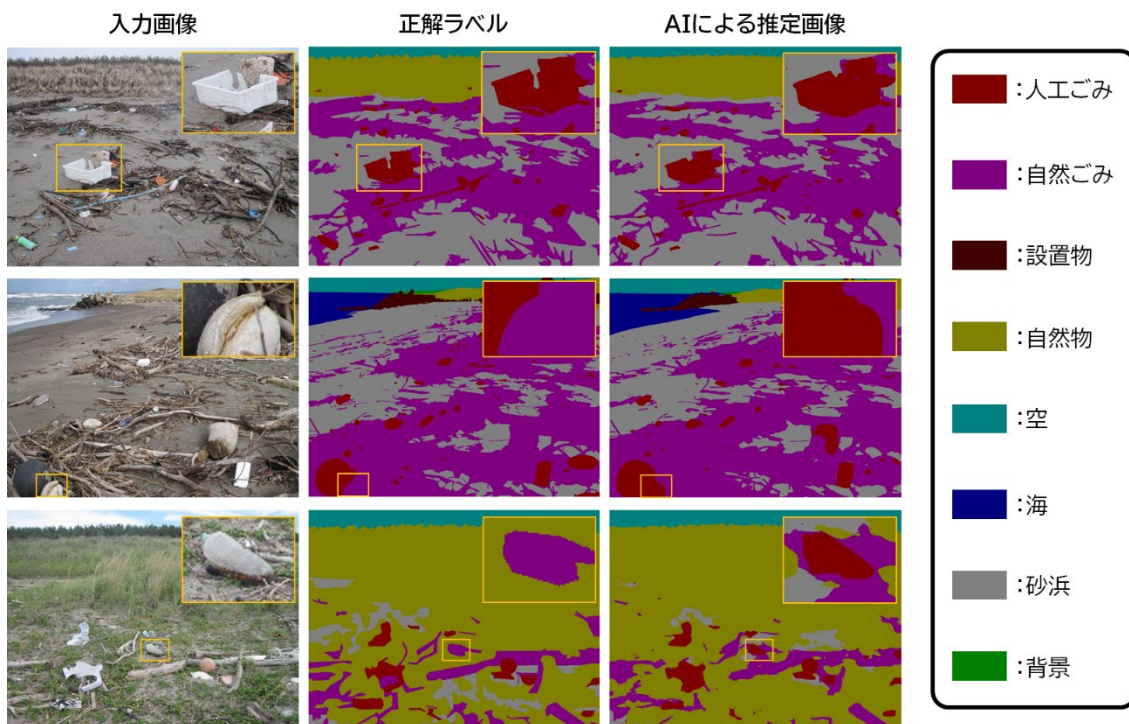 入力画像
正解ラベル
AIによる推定画像
：人工ごみ
：自然ごみ
：設置物
：自然物
：空
：海
：砂浜
：背景